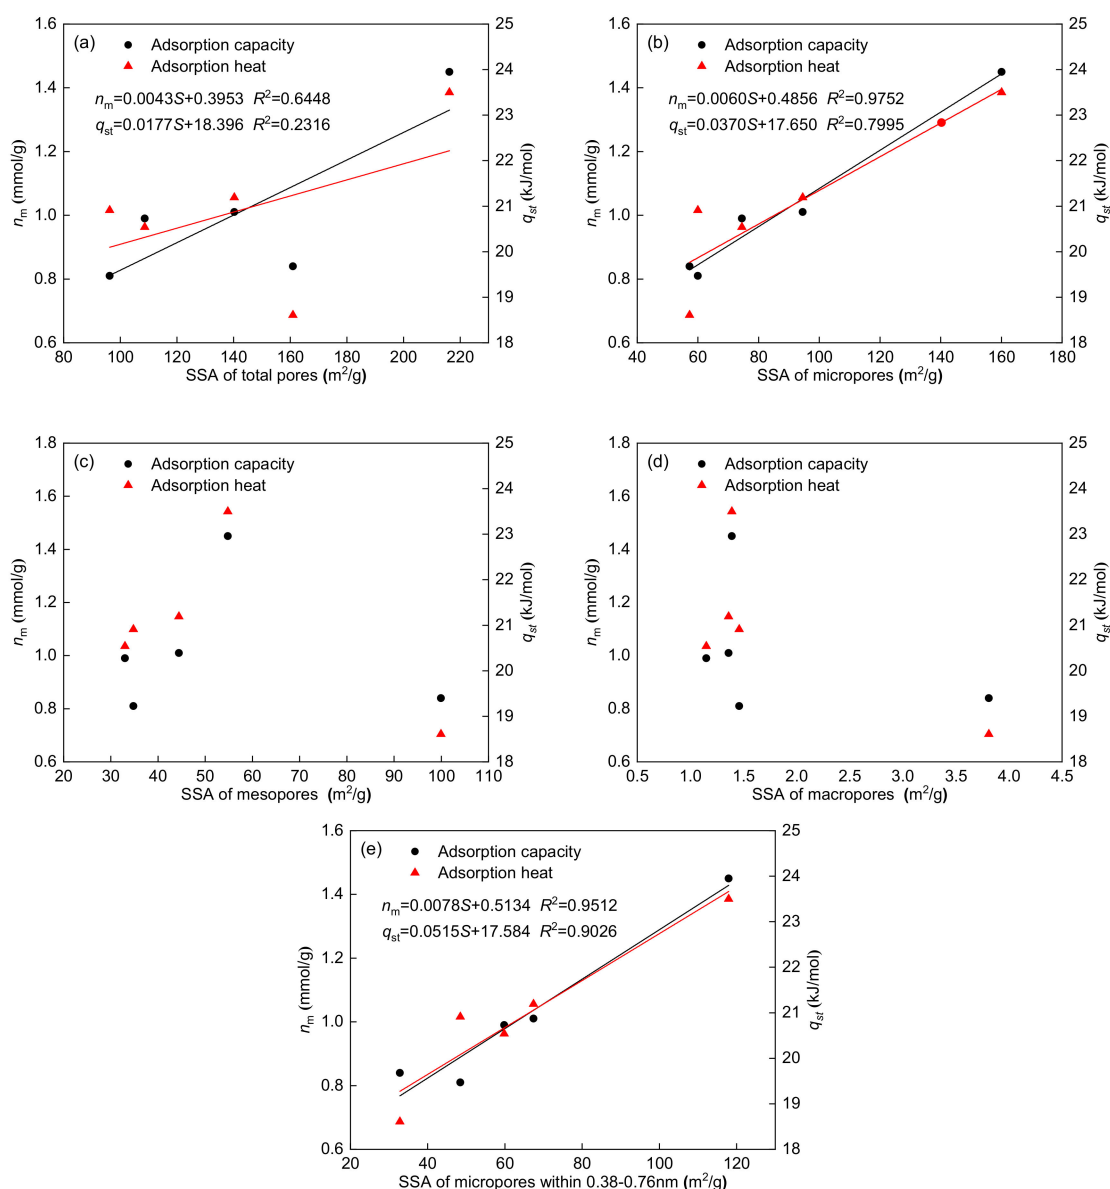 (a)
Adsorption capacity
Adsorption heat
nm=0.0043S+0.3953 R2=0.6448
qst=0.0177S+18.396 R2=0.2316
1.6
1.4
1.2
1.0
0.8
0.6
nm (mmol/g)
25
24
23
22
21
20
19
18
qst (kJ/mol)
80 100 120 140 160 180 200 220
SSA of total pores (m2/g)
(b)
Adsorption capacity
Adsorption heat
nm=0.0060S+0.4856 R2=0.9752
qst=0.0370S+17.650 R2=0.7995
1.6
1.4
1.2
1.0
0.8
0.6
nm (mmol/g)
25
24
23
22
21
20
19
18
qst (kJ/mol)
40 60 80 100 120 140 160 180
SSA of micropores (m2/g)
(c)
Adsorption capacity
Adsorption heat
1.8
1.6
1.4
1.2
1.0
0.8
0.6
nm (mmol/g)
25
24
23
22
21
20
19
18
qst (kJ/mol)
20 30 40 50 60 70 80 90 100 110
SSA of mesopores (m2/g)
(d)
Adsorption capacity
Adsorption heat
1.8
1.6
1.4
1.2
1.0
0.8
0.6
nm (mmol/g)
25
24
23
22
21
20
19
18
qst (kJ/mol)
0.5 1.0 1.5 2.0 2.5 3.0 3.5 4.0 4.5
SSA of macropores (m2/g)
(e)
Adsorption capacity
Adsorption heat
nm=0.0078S+0.5134 R2=0.9512
qst=0.0515S+17.584 R2=0.9026
1.6
1.4
1.2
1.0
0.8
0.6
nm (mmol/g)
25
24
23
22
21
20
19
18
qst (kJ/mol)
20 40 60 80 100 120
SSA of micropores within 0.38-0.76nm (m2/g)